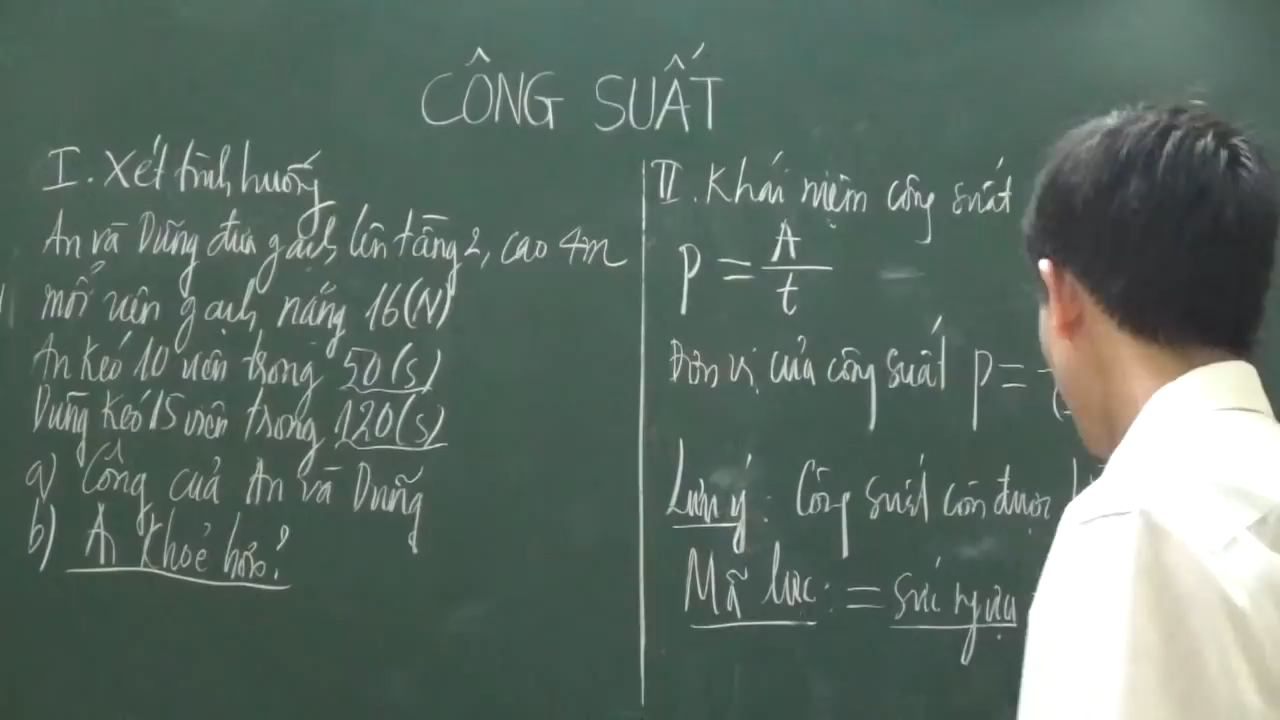 CÔNG SUẤT
I. Xét tình huống
An và Dũng đưa gạch lên tầng 2, cao 4m
mỗi viên gạch nặng 16(N)
An kéo 10 viên trong 50(s)
Dũng kéo 15 viên trong 120(s)
a) Công của An và Dũng
b) An khoẻ hơn?
II. Khái niệm công suất
P = A
t
Đơn vị của công suất P =
Lưu ý: Công suất còn được
Mã lực: = sức ngựa